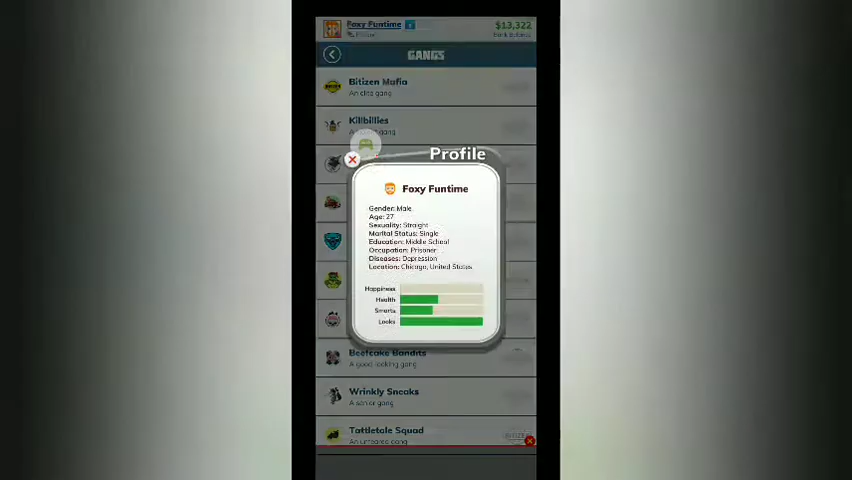 Foxy Funtime
$13,322
Bank Balance
GANGS
Bitizen Mafia
An elite gang
Killbillies
gang
Profile
Foxy Funtime
Gender: Male
Age: 27
Sexuality: Straight
Marital Status: Single
Education: Middle School
Occupation: Prisoner
Diseases: Depression
Location: Chicago, United States
Happiness
Health
Smarts
Looks
Beefcake Bandits
A good looking gang
Wrinkly Sneaks
A senior gang
Tattletale Squad
An unfeared gang